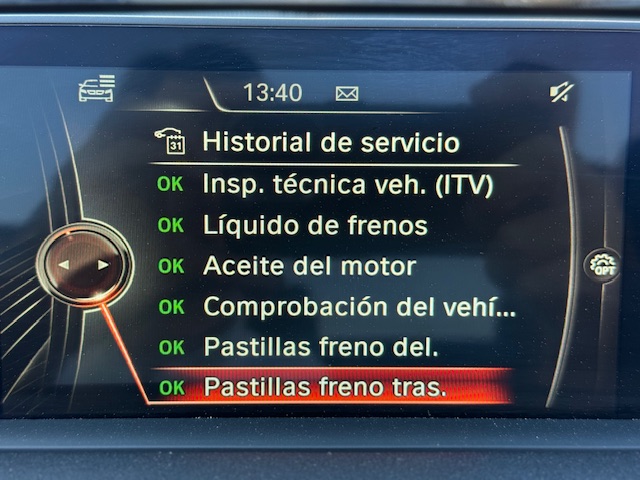 13:40
31 Historial de servicio
OK Insp. técnica veh. (ITV)
OK Líquido de frenos
OK Aceite del motor
OK Comprobación del vehí...
OPT
OK Pastillas freno del.
OK Pastillas freno tras.